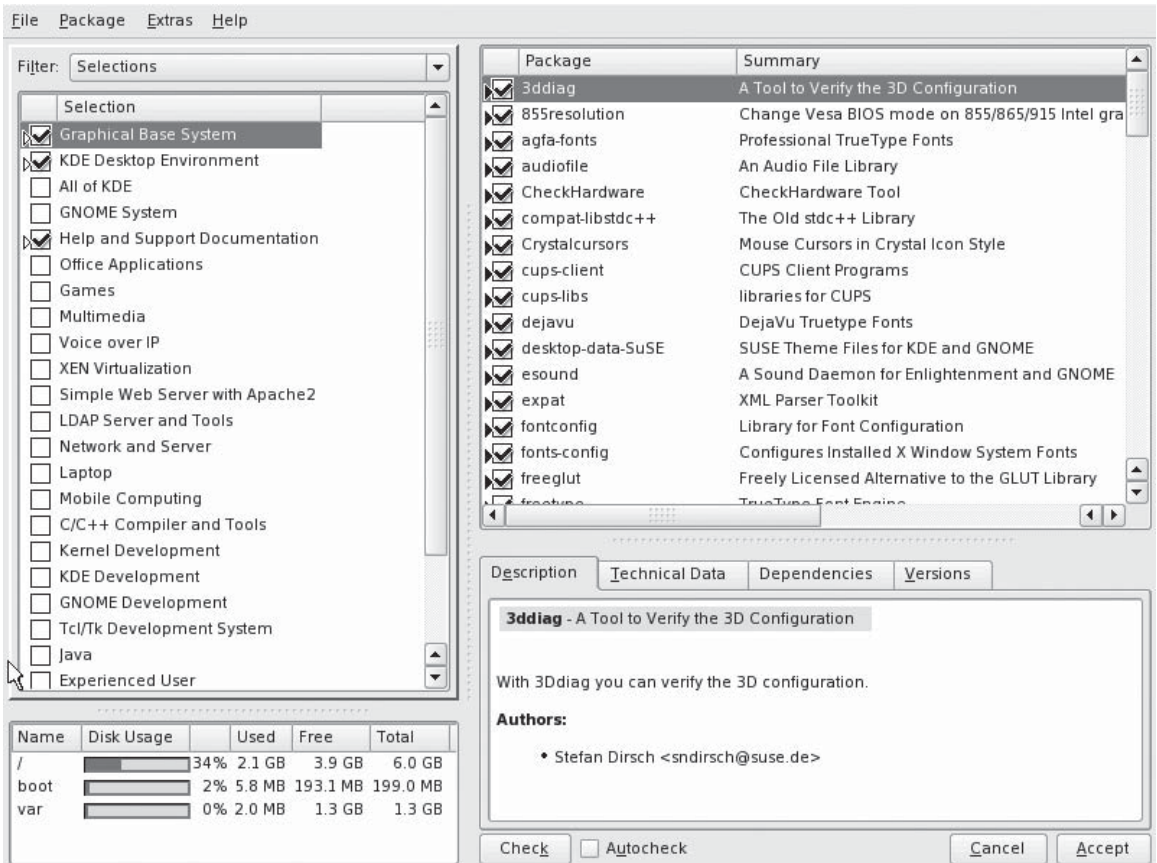 File Package Extras Help
Filter: Selections
Selection
Graphical Base System
KDE Desktop Environment
All of KDE
GNOME System
Help and Support Documentation
Office Applications
Games
Multimedia
Voice over IP
XEN Virtualization
Simple Web Server with Apache2
LDAP Server and Tools
Network and Server
Laptop
Mobile Computing
C/C++ Compiler and Tools
Kernel Development
KDE Development
GNOME Development
Tcl/Tk Development System
Java
Experienced User
Name Disk Usage Used Free Total
/ 34% 2.1 GB 3.9 GB 6.0 GB
boot 2% 5.8 MB 193.1 MB 199.0 MB
var 0% 2.0 MB 1.3 GB 1.3 GB
Package Summary
3ddiag A Tool to Verify the 3D Configuration
855resolution Change Vesa BIOS mode on 855/865/915 Intel gra
agfa-fonts Professional TrueType Fonts
audiofile An Audio File Library
CheckHardware CheckHardware Tool
compat-libstdc++ The Old stdc++ Library
Crystalcursors Mouse Cursors in Crystal Icon Style
cups-client CUPS Client Programs
cups-libs libraries for CUPS
dejavu DejaVu Truetype Fonts
desktop-data-SuSE SUSE Theme Files for KDE and GNOME
esound A Sound Daemon for Enlightenment and GNOME
expat XML Parser Toolkit
fontconfig Library for Font Configuration
fonts-config Configures Installed X Window System Fonts
freeglut Freely Licensed Alternative to the GLUT Library
freetype TrueType Font Engine
Description Technical Data Dependencies Versions
3ddiag - A Tool to Verify the 3D Configuration
With 3Ddiag you can verify the 3D configuration.
Authors:
• Stefan Dirsch <sndirsch@suse.de>
Check Autocheck Cancel Accept